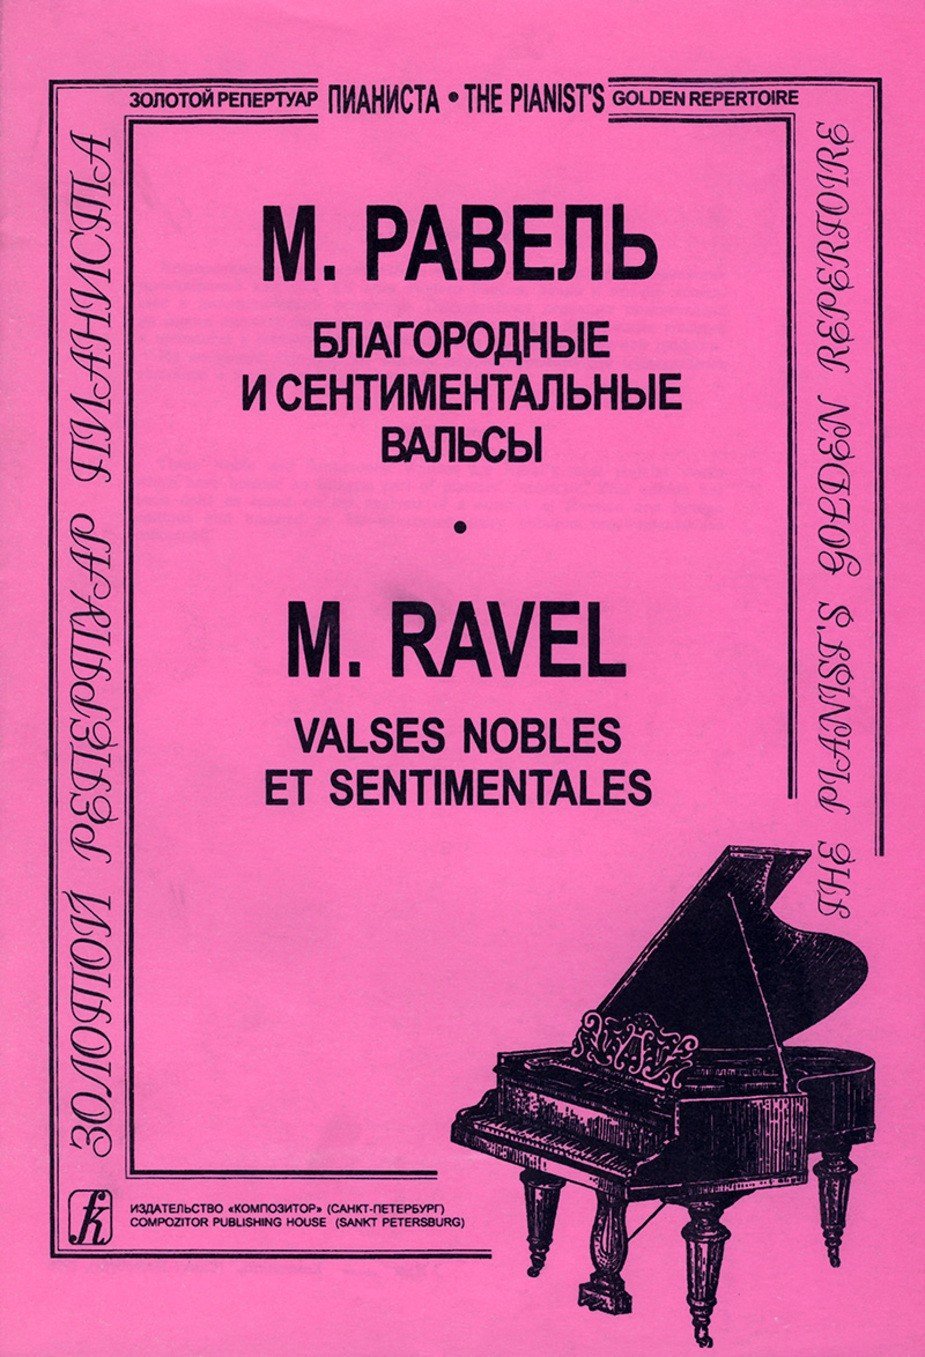 ЗОЛОТОЙ РЕПЕРТУАР ПИАНИСТА • THE PIANIST'S GOLDEN REPERTOIRE
ЗОЛОТОЙ РЕПЕРТУАР ПИАНИСТА
М. РАВЕЛЬ
БЛАГОРОДНЫЕ
И СЕНТИМЕНТАЛЬНЫЕ
ВАЛЬСЫ
•
M. RAVEL
VALSES NOBLES
ET SENTIMENTALES
THE PIANIST'S GOLDEN REPERTOIRE
ИЗДАТЕЛЬСТВО «КОМПОЗИТОР» (САНКТ-ПЕТЕРБУРГ)
COMPOZITOR PUBLISHING HOUSE (SANKT PETERSBURG)